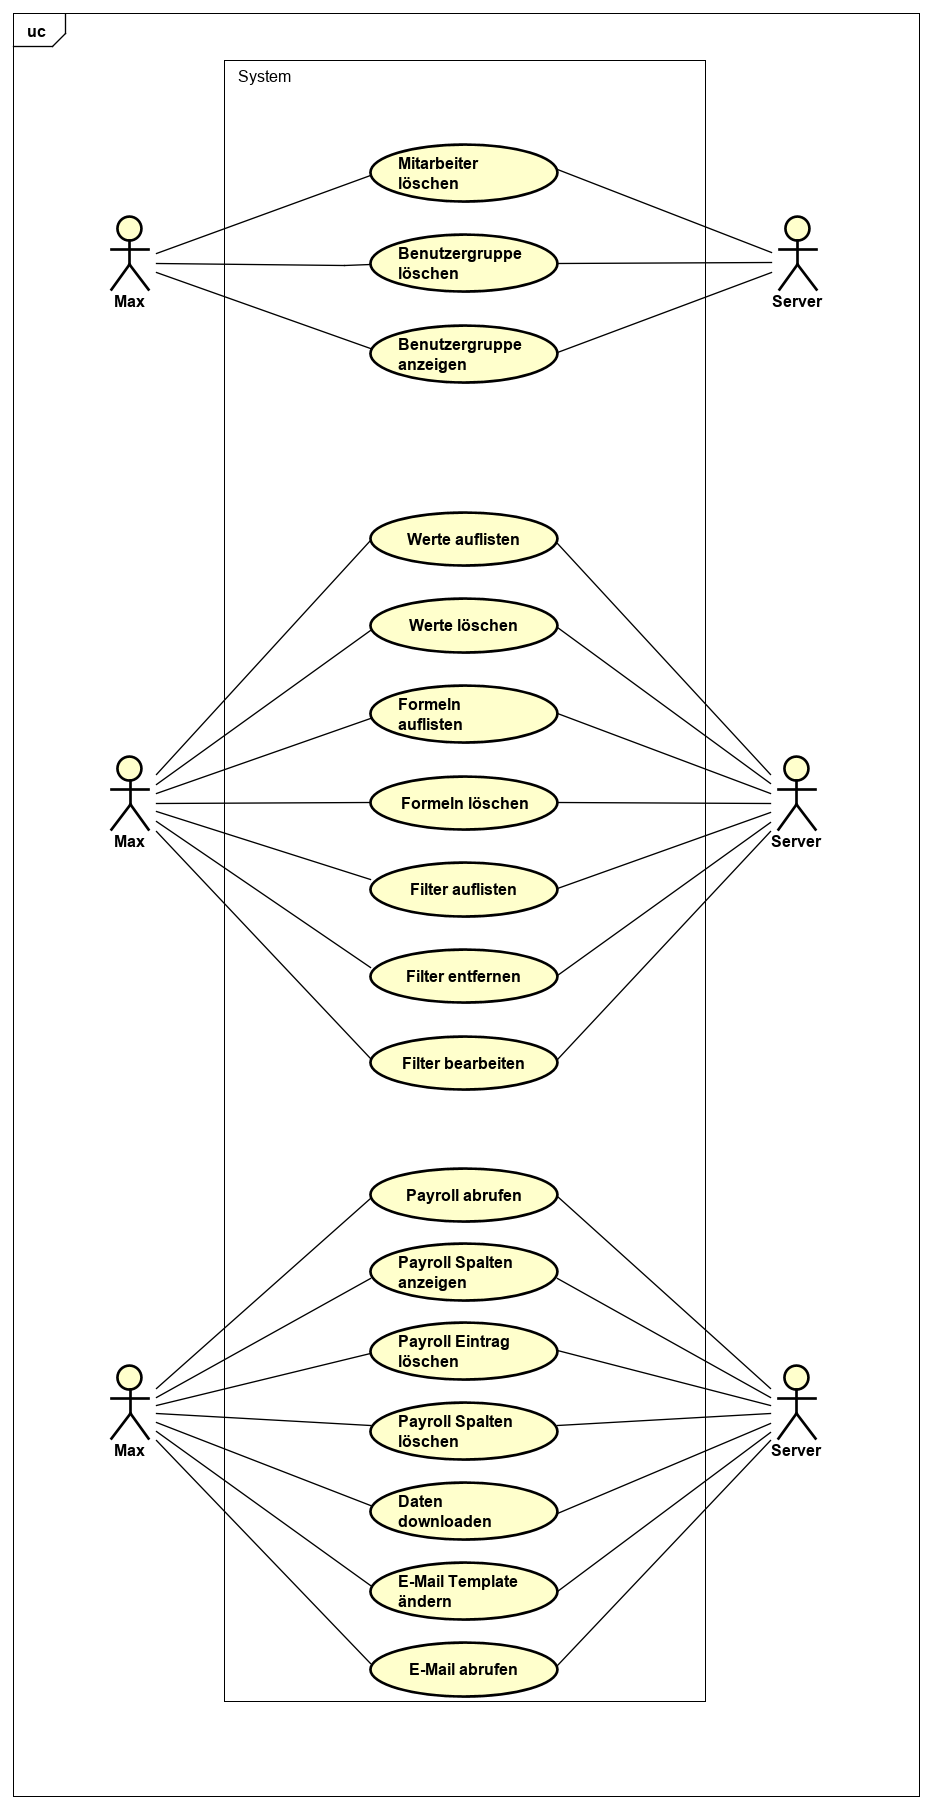 uc
System
Mitarbeiter
löschen
Max
Benutzergruppe
löschen
Server
Benutzergruppe
anzeigen
Werte auflisten
Werte löschen
Formeln
auflisten
Formeln löschen
Max
Server
Filter auflisten
Filter entfernen
Filter bearbeiten
Payroll abrufen
Payroll Spalten
anzeigen
Payroll Eintrag
löschen
Payroll Spalten
löschen
Max
Server
Daten
downloaden
E-Mail Template
ändern
E-Mail abrufen